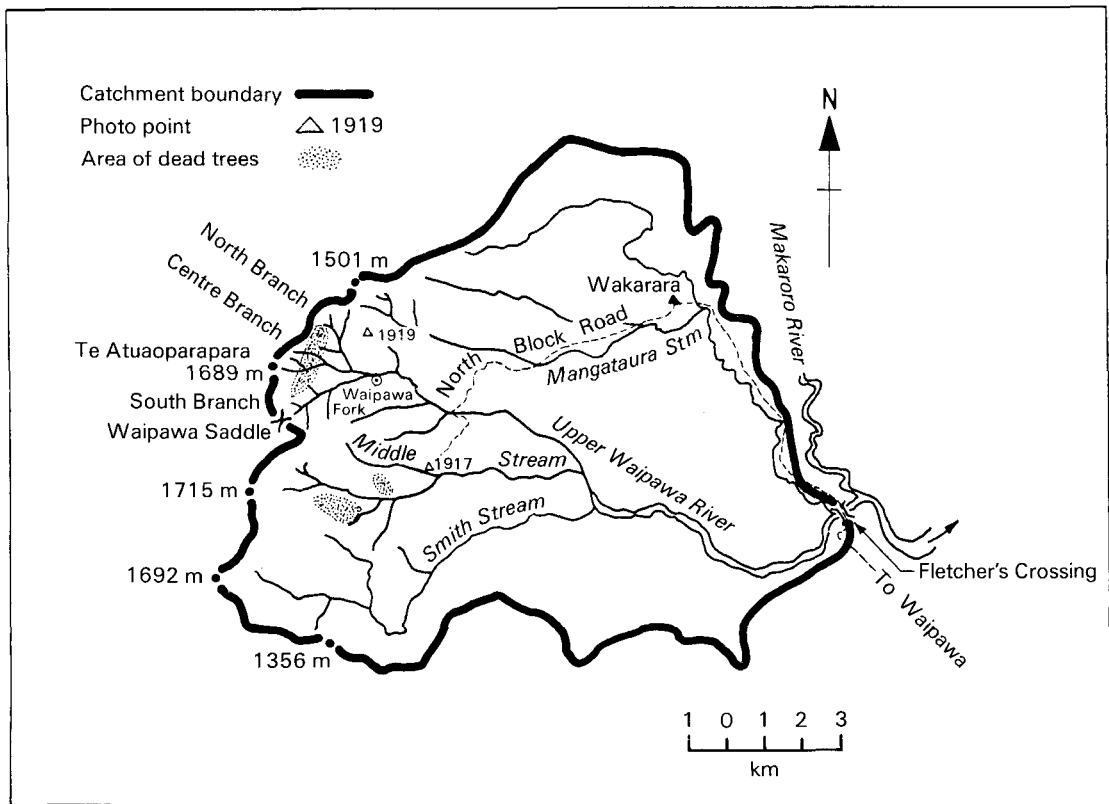 Catchment boundary
Photo point △ 1919
Area of dead trees
N
North Branch
Centre Branch
1501 m
Makaroro River
Wakarara
1919
Te Atuaoparapara
1689 m
North Block Road
Mangataura Stm
South Branch
Waipawa
Fork
Waipawa Saddle
Middle Stream
1917
Upper Waipawa River
1715 m
Smith Stream
1692 m
Fletcher's Crossing
To Waipawa
1356 m
1 0 1 2 3
km